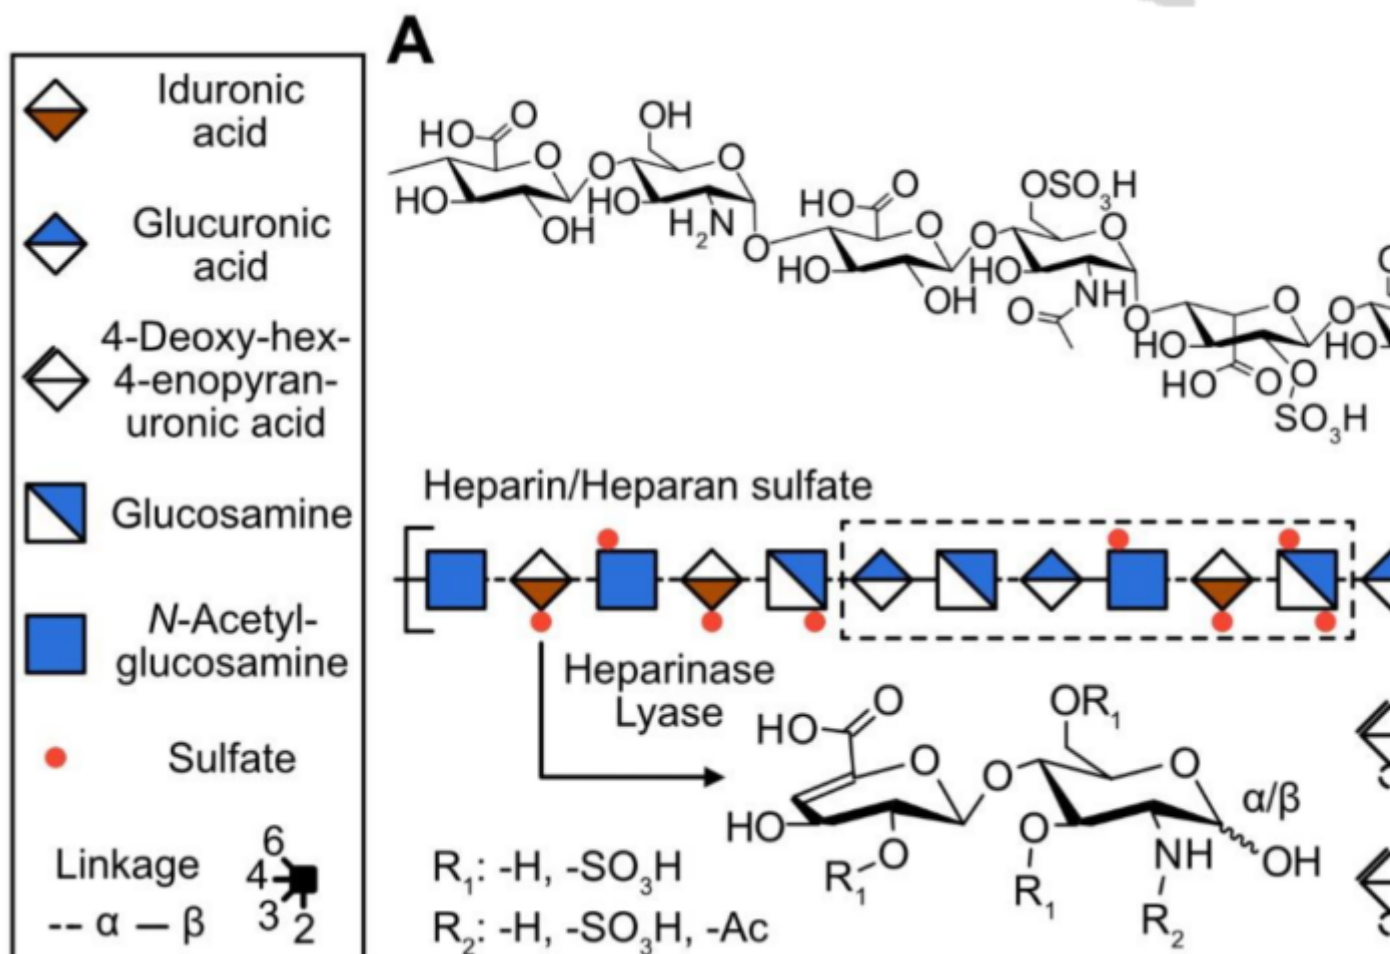 A
Iduronic
acid
Glucuronic
acid
4-Deoxy-hex-
4-enopyran-
uronic acid
Glucosamine
N-Acetyl-
glucosamine
Sulfate
Linkage
6
4
3
2
-- α — β
HO
O
O
O
OH
O
HO
OH
HO
H₂N
O
HO
O
O
O
OSO₃H
O
HO
OH
HO
NH
O
O
O
O
HO
HO
HO
O
O
SO₃H
Heparin/Heparan sulfate
Heparinase
Lyase
HO
O
O
O
OR₁
O
α/β
HO
O
R₁
O
R₁
NH
R₂
OH
R₁: -H, -SO₃H
R₂: -H, -SO₃H, -Ac